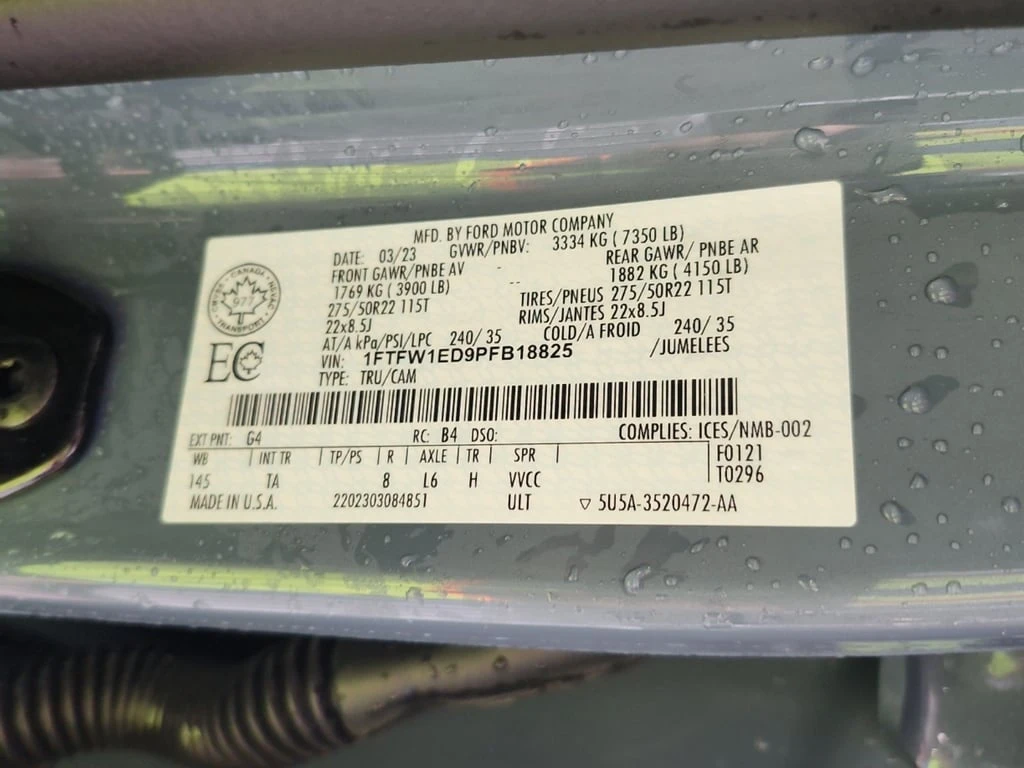 MFD. BY FORD MOTOR COMPANY
DATE: 03/23 GVWR/PNBV: 3334 KG ( 7350 LB)
FRONT GAWR/PNBE AV - REAR GAWR/ PNBE AR
1769 KG ( 3900 LB) -- 1882 KG ( 4150 LB)
275/50R22 115T TIRES/PNEUS 275/50R22 115T
22x8.5J RIMS/JANTES 22x8.5J
AT/A kPa/PSI/LPC 240/ 35 COLD/A FROID 240/ 35
VIN: 1FTFW1ED9PFB18825 /JUMELEES
TYPE: TRU/CAM
CANADA
977
TRANSPORT
EC
EXT PNT: G4 RC: B4 DSO: COMPLIES: ICES/NMB-002
WB | INT TR | TP/PS | R | AXLE | TR | SPR | F0121
145 TA 8 L6 H VVCC T0296
MADE IN U.S.A. 2202303084851 ULT ▽ 5U5A-3520472-AA